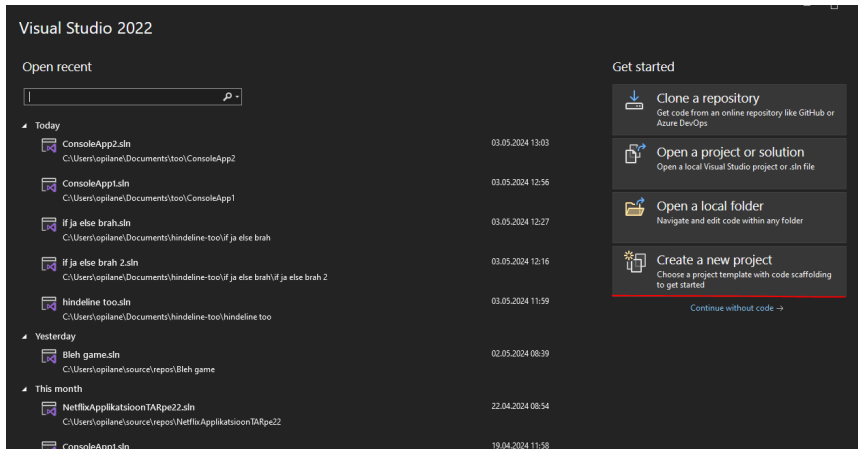 Visual Studio 2022
Open recent
Today
ConsoleApp2.sln
03.05.2024 13:03
C:\Users\opilane\Documents\too\ConsoleApp2
ConsoleApp1.sln
03.05.2024 12:56
C:\Users\opilane\Documents\too\ConsoleApp1
if ja else brah.sln
03.05.2024 12:27
C:\Users\opilane\Documents\hindeline-too\if ja else brah
if ja else brah 2.sln
03.05.2024 12:16
C:\Users\opilane\Documents\hindeline-too\if ja else brah\if ja else brah 2
hindeline too.sln
03.05.2024 11:59
C:\Users\opilane\Documents\hindeline-too\hindeline too
Yesterday
Bleh game.sln
02.05.2024 08:39
C:\Users\opilane\source\repos\Bleh game
This month
NetflixApplikatsioonTARpe22.sln
22.04.2024 08:54
C:\Users\opilane\source\repos\NetflixApplikatsioonTARpe22
ConsoleApp1.sln
19.04.2024 11:58
Get started
Clone a repository
Get code from an online repository like GitHub or
Azure DevOps
Open a project or solution
Open a local Visual Studio project or .sln file
Open a local folder
Navigate and edit code within any folder
Create a new project
Choose a project template with code scaffolding
to get started
Continue without code →